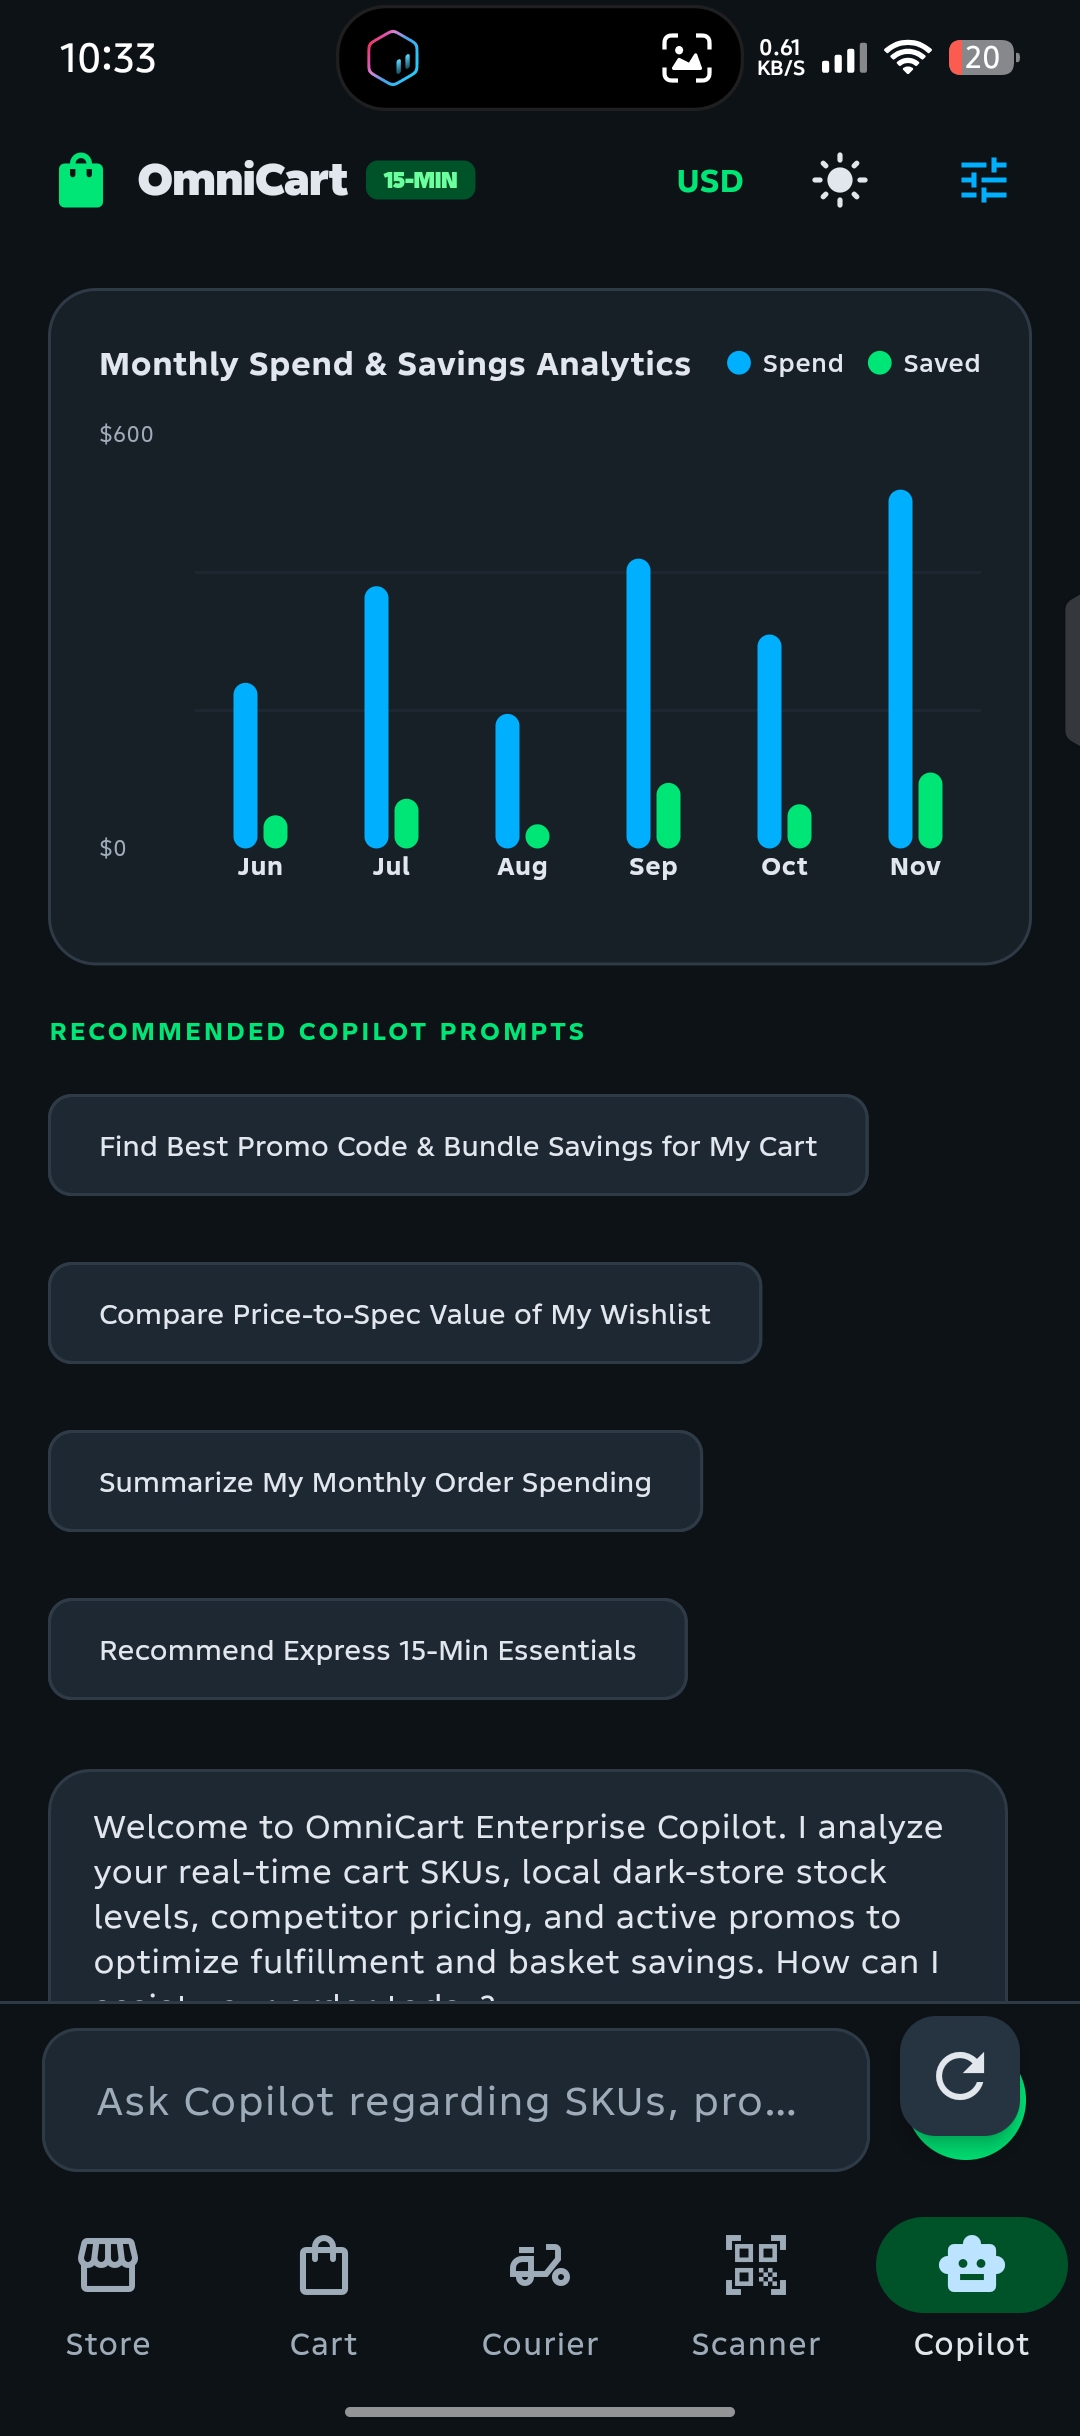 10:33
0.61
KB/S
20
OmniCart
15-MIN
USD
Monthly Spend & Savings Analytics
Spend
Saved
$600
$0
Jun
Jul
Aug
Sep
Oct
Nov
RECOMMENDED COPILOT PROMPTS
Find Best Promo Code & Bundle Savings for My Cart
Compare Price-to-Spec Value of My Wishlist
Summarize My Monthly Order Spending
Recommend Express 15-Min Essentials
Welcome to OmniCart Enterprise Copilot. I analyze
your real-time cart SKUs, local dark-store stock
levels, competitor pricing, and active promos to
optimize fulfillment and basket savings. How can I
Ask Copilot regarding SKUs, pro...
Store
Cart
Courier
Scanner
Copilot